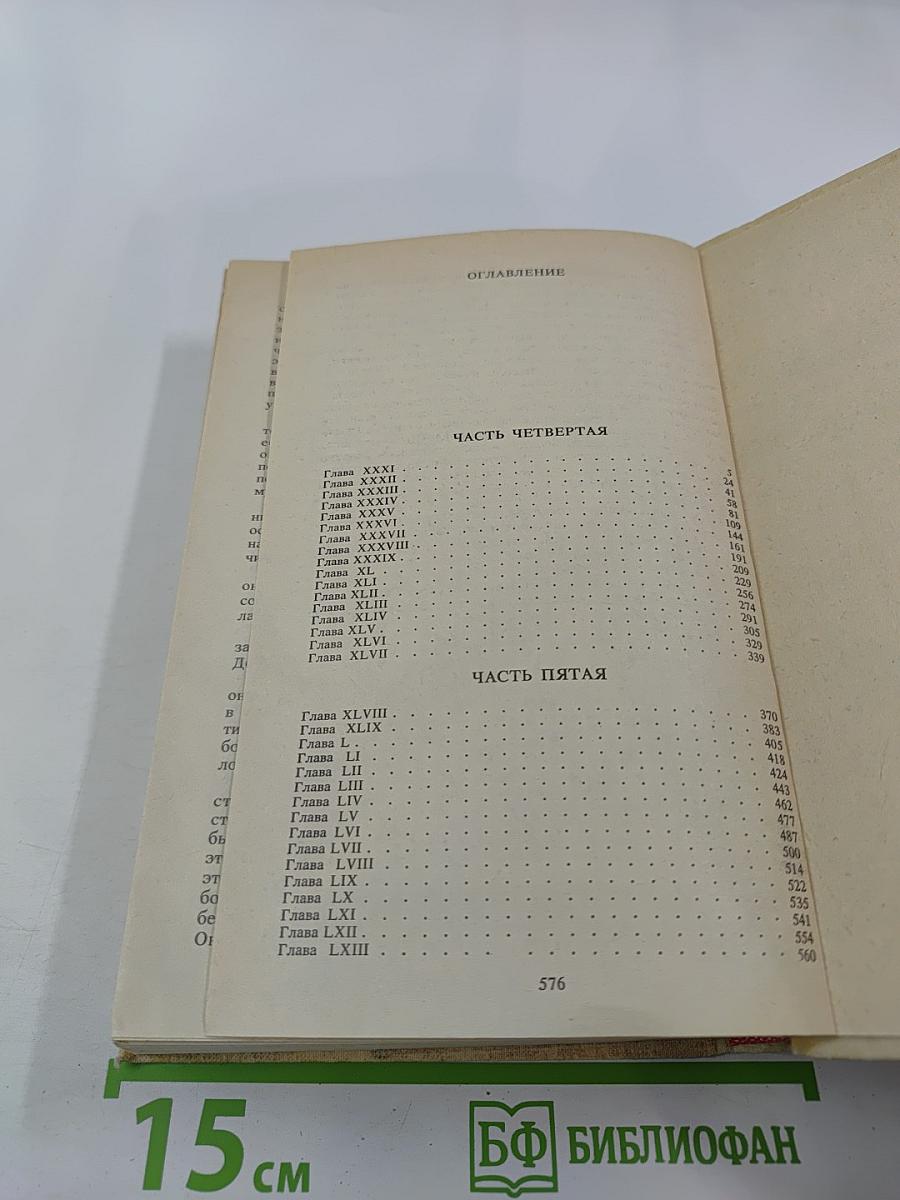 ОГЛАВЛЕНИЕ
ЧАСТЬ ЧЕТВЕРТАЯ
Глава XXXI . . . . . . . . . . . . . . 5
Глава XXXII . . . . . . . . . . . . . . 24
Глава XXXIII . . . . . . . . . . . . . . 41
Глава XXXIV . . . . . . . . . . . . . . 58
Глава XXXV . . . . . . . . . . . . . . 81
Глава XXXVI . . . . . . . . . . . . . . 109
Глава XXXVII . . . . . . . . . . . . . . 144
Глава XXXVIII . . . . . . . . . . . . . . 161
Глава XXXIX . . . . . . . . . . . . . . 191
Глава XL . . . . . . . . . . . . . . 209
Глава XLI . . . . . . . . . . . . . . 229
Глава XLII . . . . . . . . . . . . . . 256
Глава XLIII . . . . . . . . . . . . . . 274
Глава XLIV . . . . . . . . . . . . . . 291
Глава XLV . . . . . . . . . . . . . . 305
Глава XLVI . . . . . . . . . . . . . . 329
Глава XLVII . . . . . . . . . . . . . . 339
ЧАСТЬ ПЯТАЯ
Глава XLVIII . . . . . . . . . . . . . . 370
Глава XLIX . . . . . . . . . . . . . . 383
Глава L . . . . . . . . . . . . . . 405
Глава LI . . . . . . . . . . . . . . 418
Глава LII . . . . . . . . . . . . . . 424
Глава LIII . . . . . . . . . . . . . . 443
Глава LIV . . . . . . . . . . . . . . 462
Глава LV . . . . . . . . . . . . . . 477
Глава LVI . . . . . . . . . . . . . . 487
Глава LVII . . . . . . . . . . . . . . 500
Глава LVIII . . . . . . . . . . . . . . 514
Глава LIX . . . . . . . . . . . . . . 522
Глава LX . . . . . . . . . . . . . . 535
Глава LXI . . . . . . . . . . . . . . 541
Глава LXII . . . . . . . . . . . . . . 554
Глава LXIII . . . . . . . . . . . . . . 560
576
15 см
БФ БИБЛИОФАН